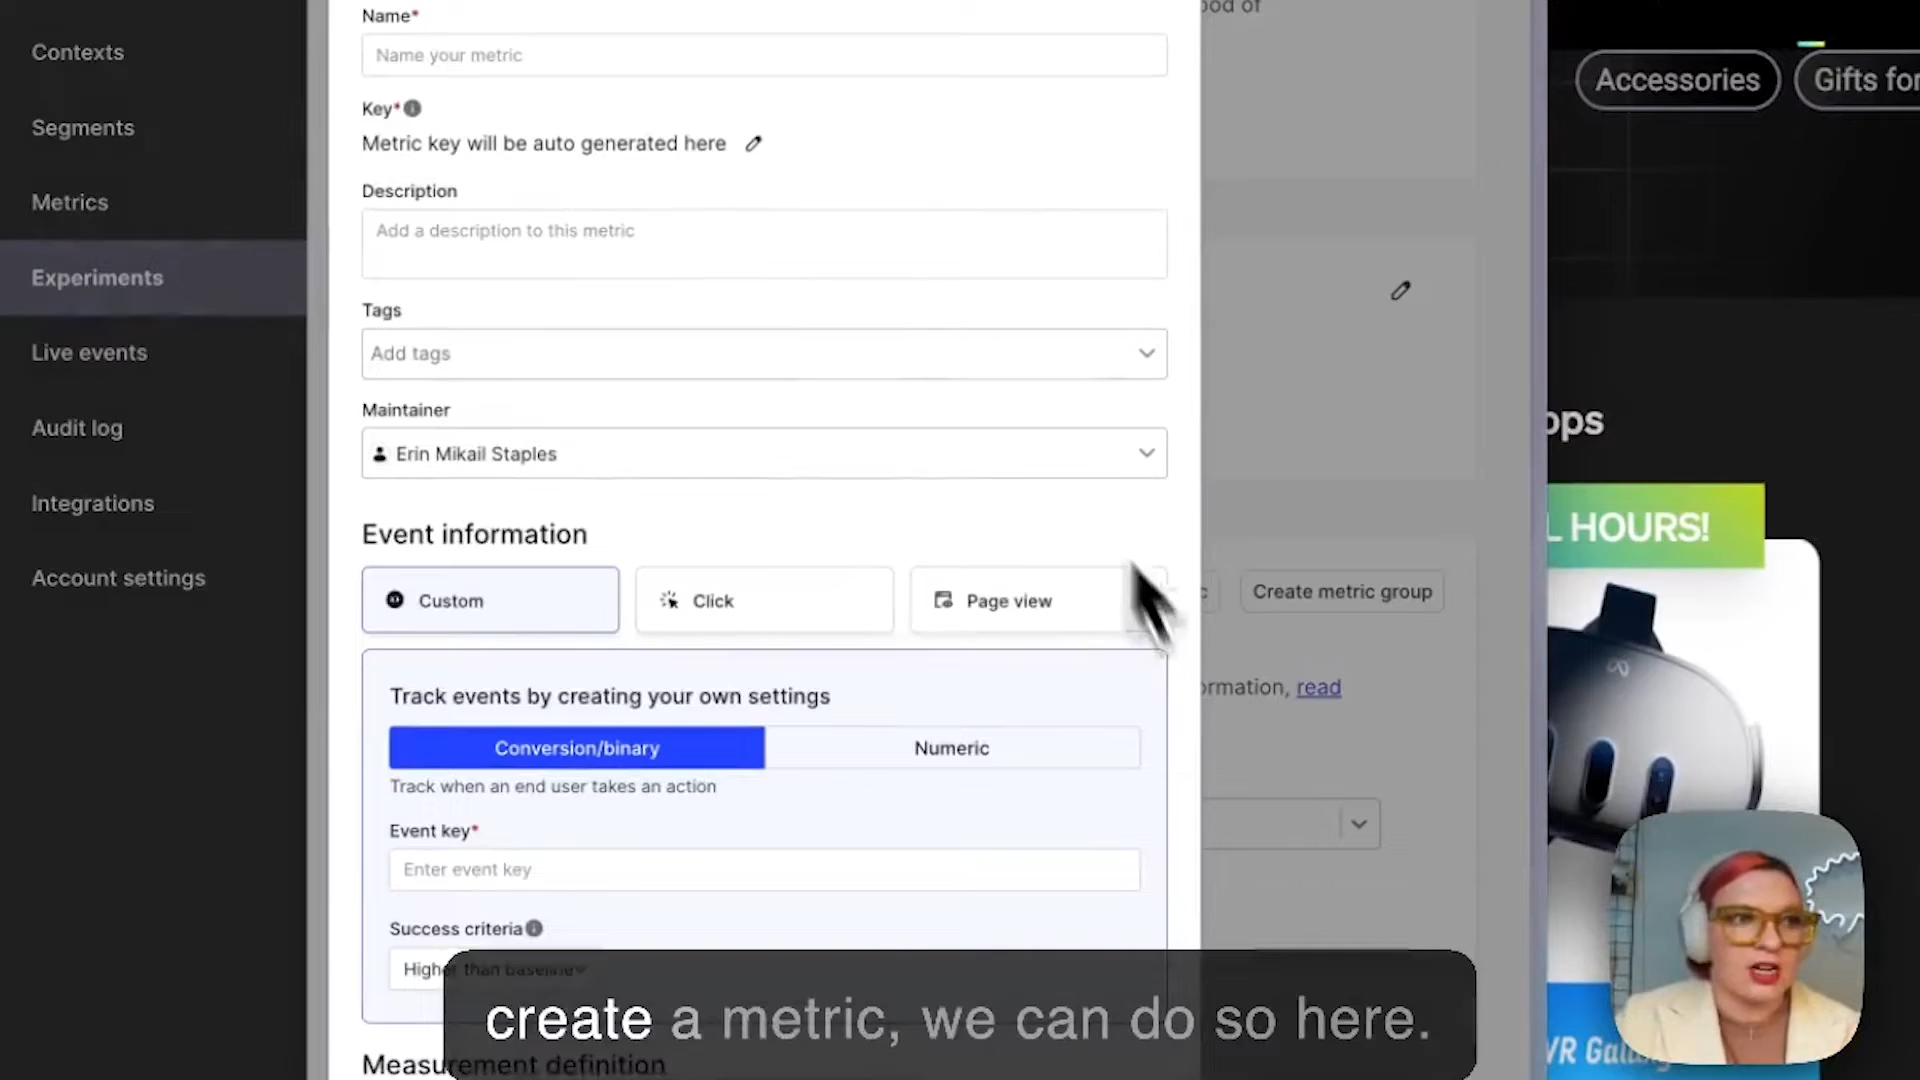 Contexts
Segments
Metrics
Experiments
Live events
Audit log
Integrations
Account settings
Name*
Name your metric
Key*
Metric key will be auto generated here
Description
Add a description to this metric
Tags
Add tags
Maintainer
Erin Mikail Staples
Event information
Custom
Click
Page view
Track events by creating your own settings
Conversion/binary
Numeric
Track when an end user takes an action
Event key*
Enter event key
Success criteria
Higher than baseline
Measurement definition
ood of
c
Create metric group
ormation, read
Accessories
Gifts for
ops
L HOURS!
VR
create a metric, we can do so here.